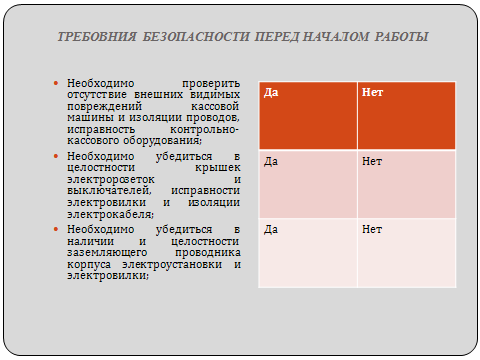 ТРЕБОВНИЯ БЕЗОПАСНОСТИ ПЕРЕД НАЧАЛОМ РАБОТЫ
Необходимо проверить
отсутствие внешних видимых
повреждений кассовой
машины и изоляции проводов,
исправность контрольно-
кассового оборудования;
Необходимо убедиться в
целостности крышек
электророзеток и
выключателей, исправности
электровилки и изоляции
электрокабеля;
Необходимо убедиться в
наличии и целостности
заземляющего проводника
корпуса электроустановки и
электровилки;
Да Нет
Да Нет
Да Нет